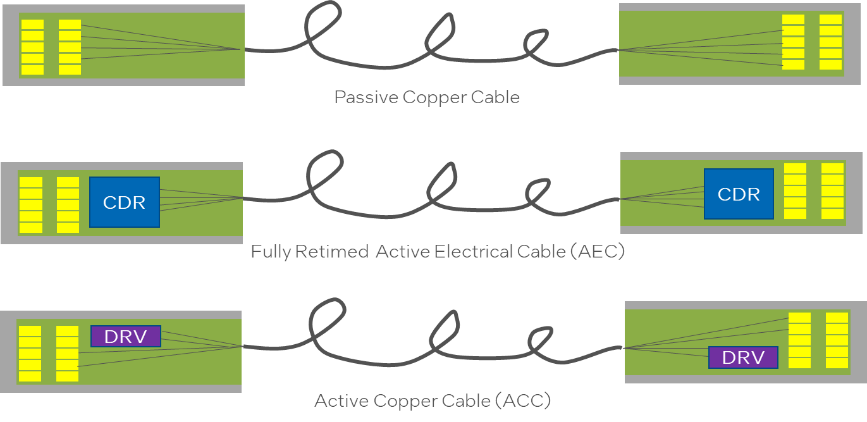 Passive Copper Cable
CDR
CDR
Fully Retimed Active Electrical Cable (AEC)
DRV
DRV
Active Copper Cable (ACC)